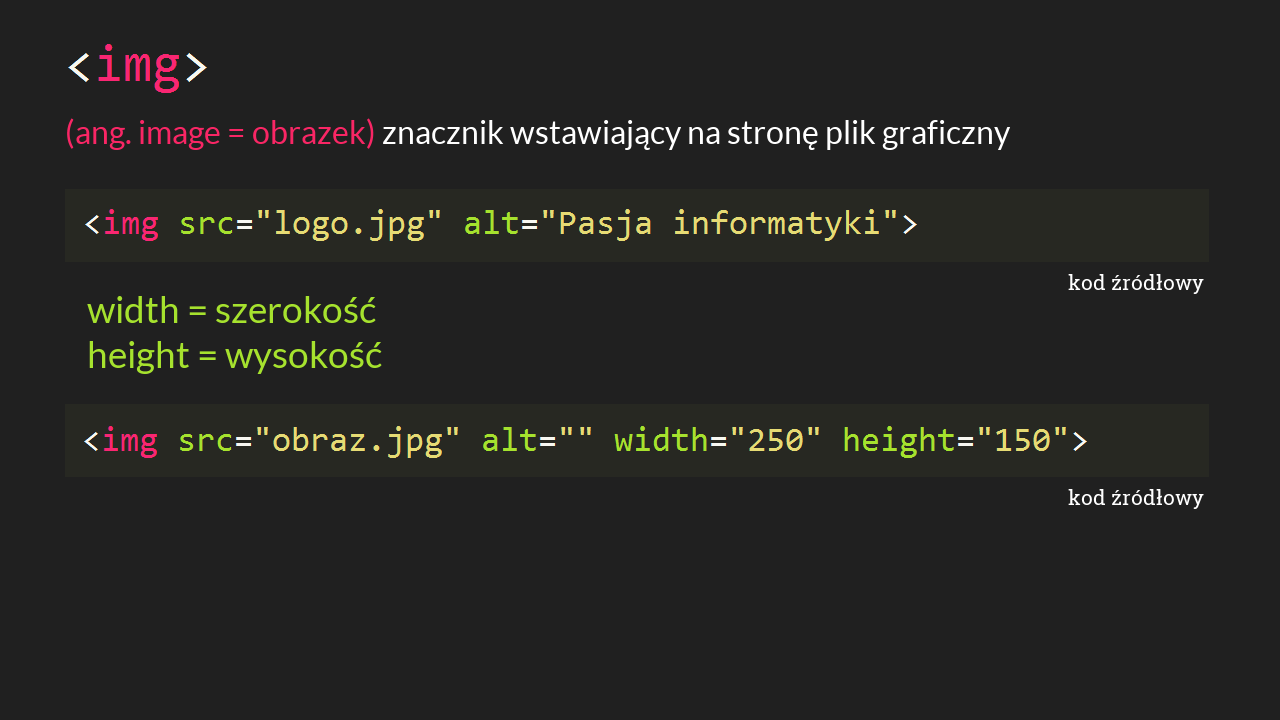 <img>
(ang. image = obrazek) znacznik wstawiający na stronę plik graficzny
<img src="logo.jpg" alt="Pasja informatyki">
kod źródłowy
width = szerokość
height = wysokość
<img src="obraz.jpg" alt="" width="250" height="150">
kod źródłowy